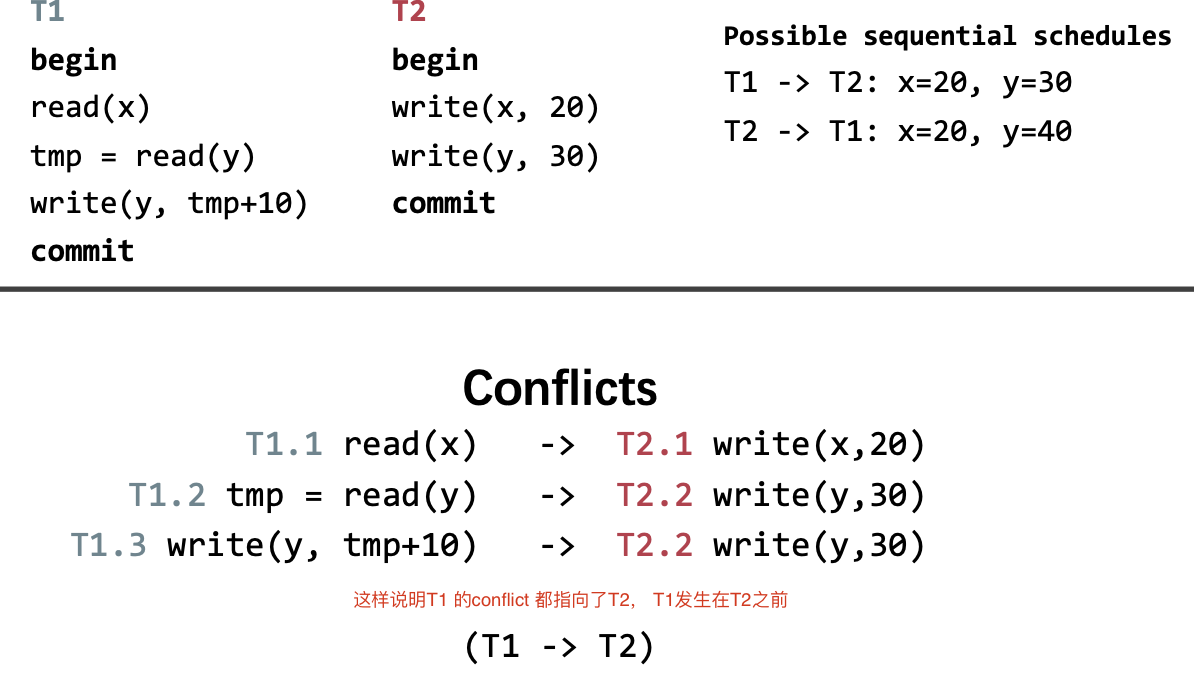 T1
begin
read(x)
tmp = read(y)
write(y, tmp+10)
commit
T2
begin
write(x, 20)
write(y, 30)
commit
Possible sequential schedules
T1 -> T2: x=20, y=30
T2 -> T1: x=20, y=40
Conflicts
T1.1 read(x) -> T2.1 write(x,20)
T1.2 tmp = read(y) -> T2.2 write(y,30)
T1.3 write(y, tmp+10) -> T2.2 write(y,30)
这样说明T1 的conflict 都指向了T2， T1发生在T2之前
(T1 -> T2)